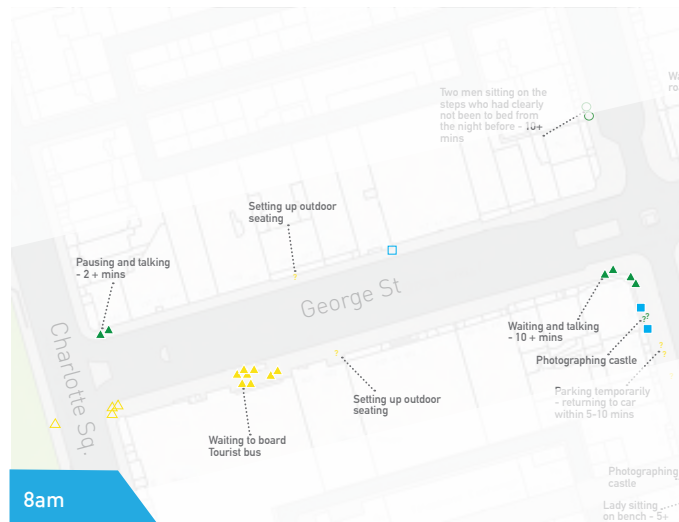 Two men sitting on the
steps who had clearly
not been to bed from
the night before - 10+
mins
Setting up outdoor
seating
Pausing and talking
- 2 + mins
George St
Charlotte Sq.
Waiting and talking
- 10 + mins
??
Photographing castle
?
?
?
?
Setting up outdoor
seating
Parking temporarily
- returning to car
within 5-10 mins
Waiting to board
Tourist bus
Photographing
castle
Lady sitting
on bench - 5+
8am